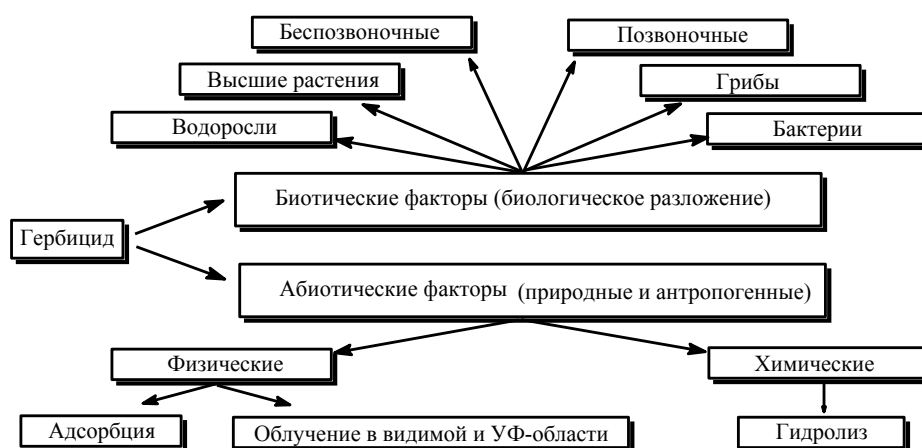 Беспозвоночные
Позвоночные
Высшие растения
Грибы
Водоросли
Бактерии
Биотические факторы (биологическое разложение)
Гербицид
Абиотические факторы (природные и антропогенные)
Физические
Химические
Адсорбция
Облучение в видимой и УФ-области
Гидролиз